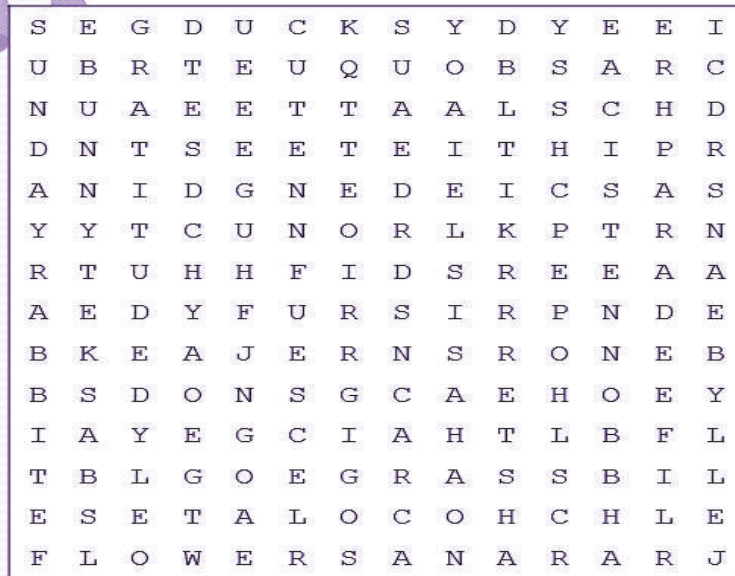 S E G D U C K S Y D Y E E I
U B R T E U Q U O B S A R C
N U A E E T T A A L S C H D
D N T S E E T E I T H I P R
A N I D G N E D E I C S A S
Y Y T C U N O R L K P T R N
R T U H H F I D S R E E A A
A E D Y F U R S I R P N D E
B K E A J E R N S R O N E B
B S D O N S G C A E H O E Y
I A Y E G C I A H T L B F L
T B L G O E G R A S S B I L
E S E T A L O C O H C H L E
F L O W E R S A N A R A R J